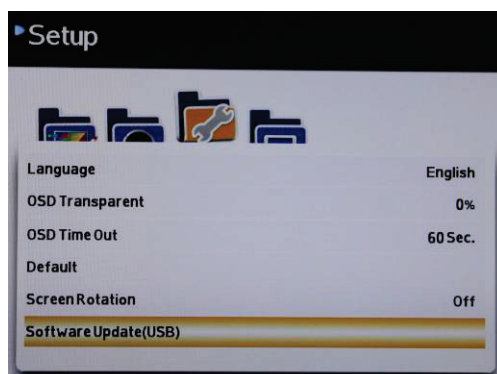 Setup
Language English
OSD Transparent 0%
OSD Time Out 60 Sec.
Default
Screen Rotation Off
Software Update(USB)